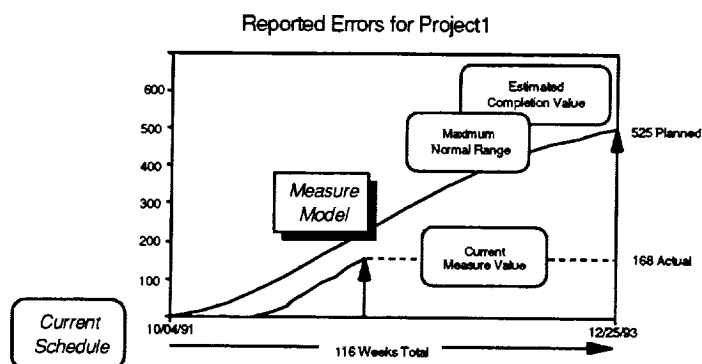 Reported Errors for Project1
600
500
400
300
200
100
Estimated
Completion Value
Maximum
Normal Range
525 Planned
Measure
Model
Current
Measure Value
168 Actual
Current
Schedule
10/04/91
12/25/93
116 Weeks Total